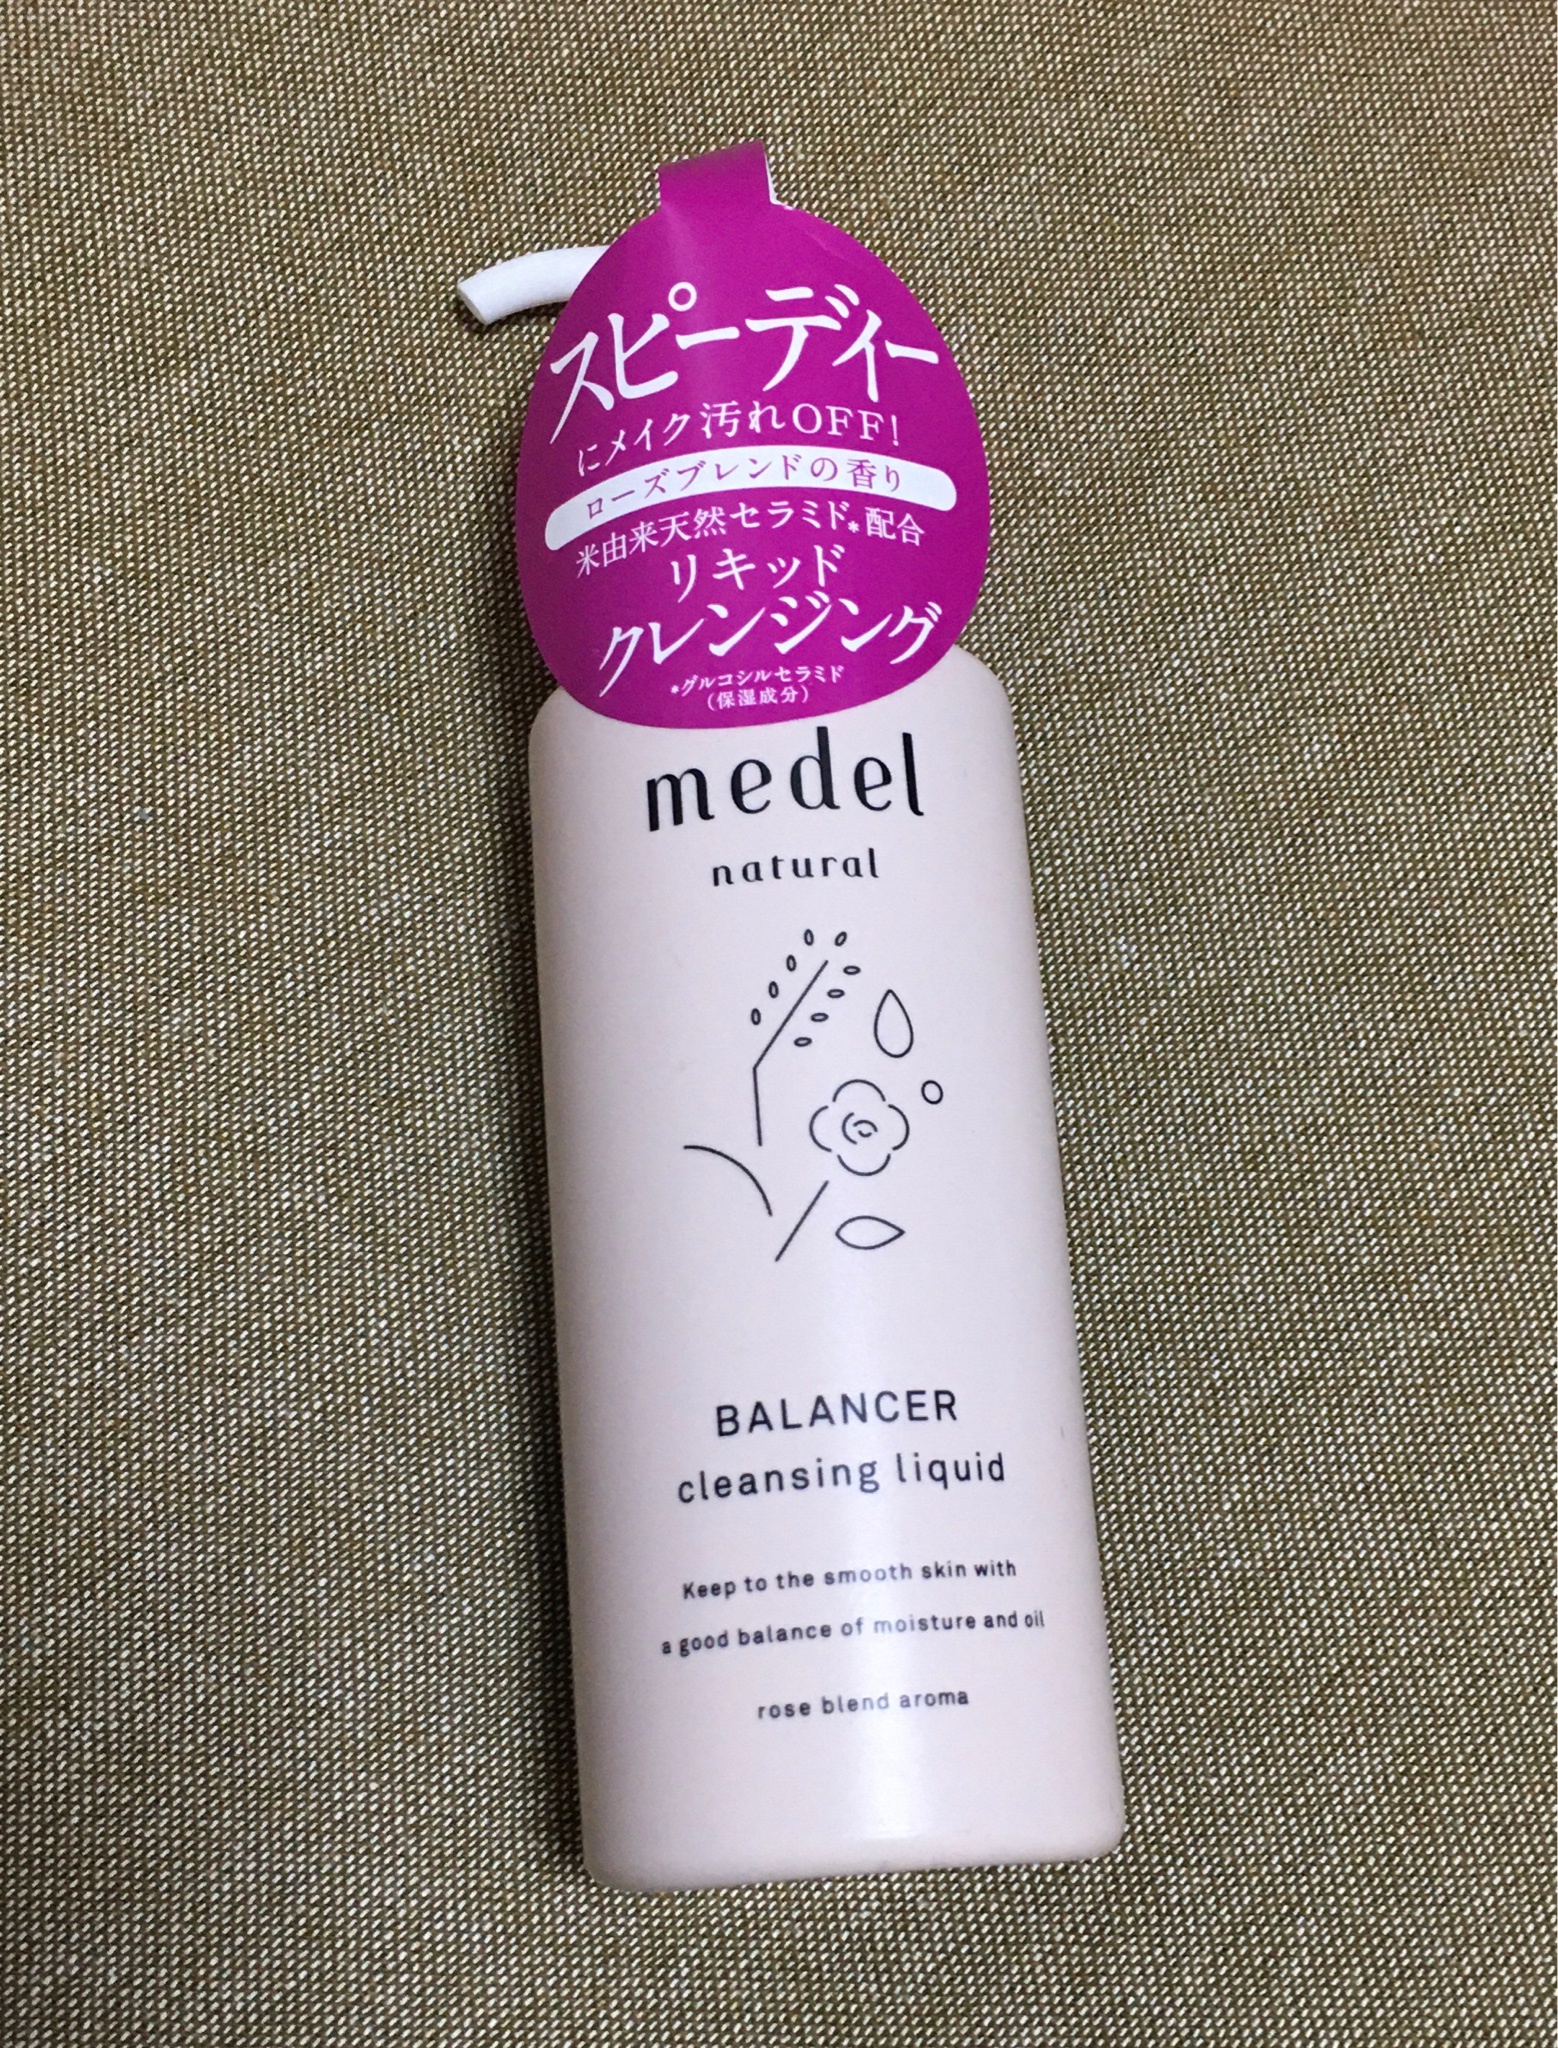 スピーディー
にメイク汚れOFF!
ローズブレンドの香り
米由来天然セラミド*配合
リキッド
クレンジング
*グルコシルセラミド
(保湿成分)
medel
natural
BALANCER
cleansing liquid
Keep to the smooth skin with
a good balance of moisture and oil
rose blend aroma